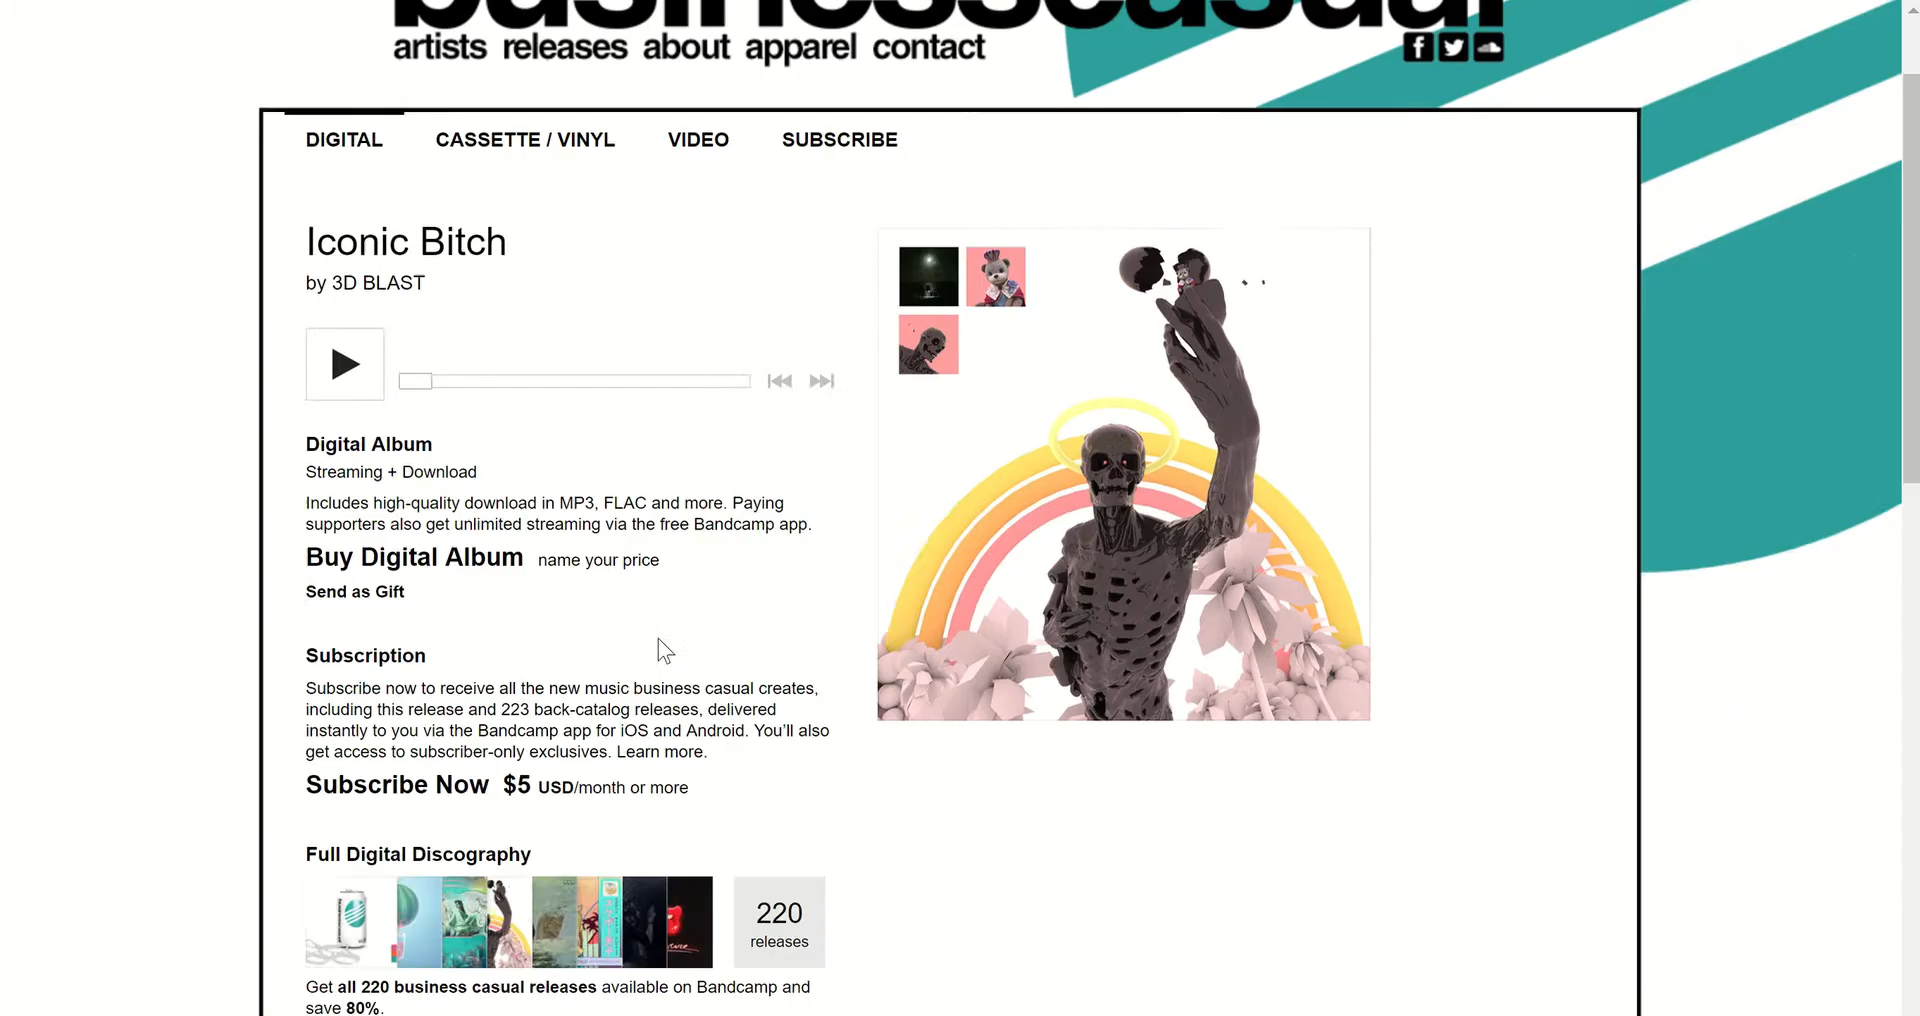 businesscasual
artists releases about apparel contact
DIGITAL CASSETTE / VINYL VIDEO SUBSCRIBE
Iconic Bitch
by 3D BLAST
Digital Album
Streaming + Download
Includes high-quality download in MP3, FLAC and more. Paying
supporters also get unlimited streaming via the free Bandcamp app.
Buy Digital Album name your price
Send as Gift
Subscription
Subscribe now to receive all the new music business casual creates,
including this release and 223 back-catalog releases, delivered
instantly to you via the Bandcamp app for iOS and Android. You’ll also
get access to subscriber-only exclusives. Learn more.
Subscribe Now $5 USD/month or more
Full Digital Discography
220
releases
Get all 220 business casual releases available on Bandcamp and
save 80%.